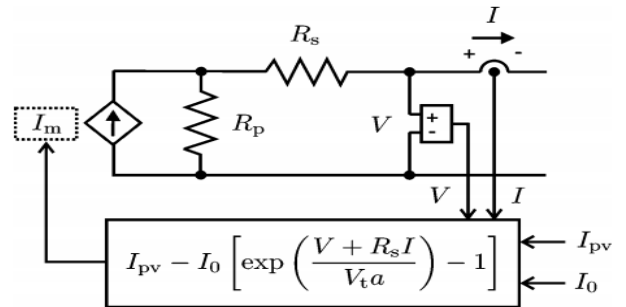 I
+ -
R_s
I_m
R_p
V
+
-
V
I
I_pv − I_0 [exp ((V + R_s I) / (V_t a)) − 1]
I_pv
I_0